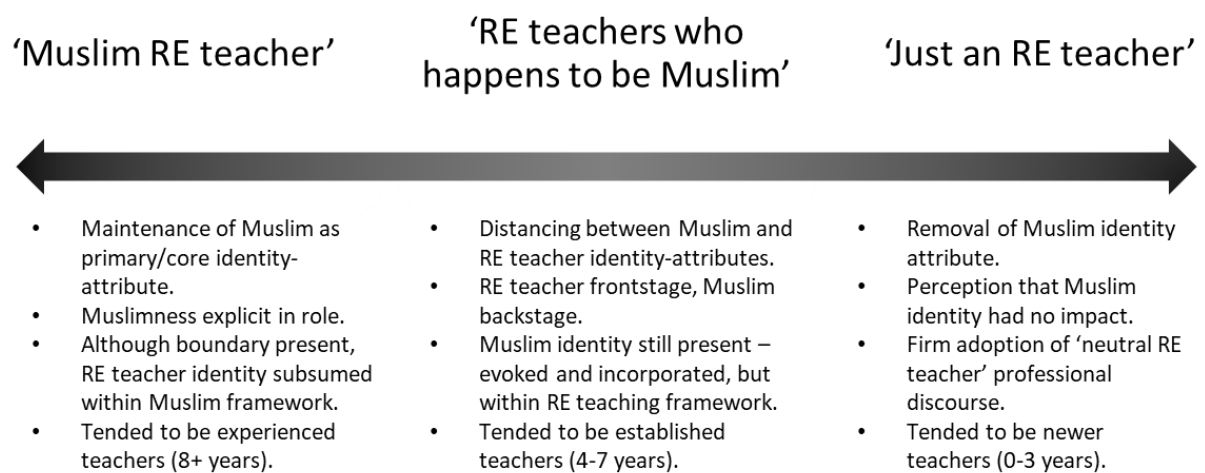 ‘Muslim RE teacher’
‘RE teachers who
happens to be Muslim’
‘Just an RE teacher’
• Maintenance of Muslim as
primary/core identity-
attribute.
• Muslimness explicit in role.
• Although boundary present,
RE teacher identity subsumed
within Muslim framework.
• Tended to be experienced
teachers (8+ years).
• Distancing between Muslim and
RE teacher identity-attributes.
• RE teacher frontstage, Muslim
backstage.
• Muslim identity still present –
evoked and incorporated, but
within RE teaching framework.
• Tended to be established
teachers (4-7 years).
• Removal of Muslim identity
attribute.
• Perception that Muslim
identity had no impact.
• Firm adoption of ‘neutral RE
teacher’ professional
discourse.
• Tended to be newer
teachers (0-3 years).